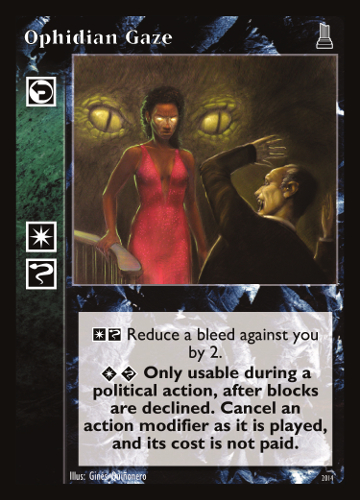 Ophidian Gaze
Reduce a bleed against you
by 2.
Only usable during a
political action, after blocks
are declined. Cancel an
action modifier as it is played,
and its cost is not paid.
Illus: Ginés Quiñonero
2014